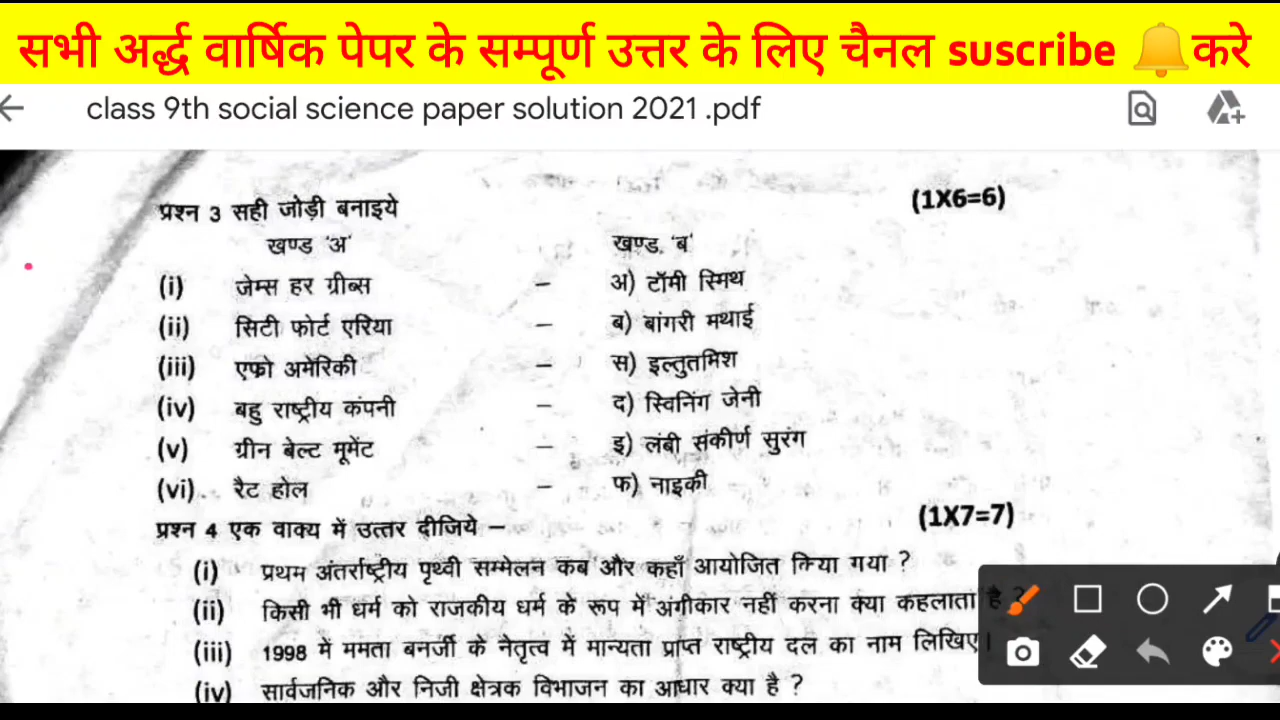 सभी अर्द्ध वार्षिक पेपर के सम्पूर्ण उत्तर के लिए चैनल suscribe 🔔करे
class 9th social science paper solution 2021 .pdf
प्रश्न 3 सही जोड़ी बनाइये (1X6=6)
खण्ड 'अ' खण्ड 'ब'
(i) जेम्स हर ग्रीब्स – अ) टॉमी स्मिथ
(ii) सिटी फोर्ट एरिया – ब) बांगरी मथाई
(iii) एफ्रो अमेरिकी – स) इल्तुतमिश
(iv) बहु राष्ट्रीय कंपनी – द) स्विनिंग जेनी
(v) ग्रीन बेल्ट मूमेंट – इ) लंबी संकीर्ण सुरंग
(vi) रैट होल – फ) नाइकी
प्रश्न 4 एक वाक्य में उत्तर दीजिये – (1X7=7)
(i) प्रथम अंतर्राष्ट्रीय पृथ्वी सम्मेलन कब और कहाँ आयोजित किया गया ?
(ii) किसी भी धर्म को राजकीय धर्म के रूप में अंगीकार नहीं करना क्या कहलाता है ?
(iii) 1998 में ममता बनर्जी के नेतृत्व में मान्यता प्राप्त राष्ट्रीय दल का नाम लिखिए।
(iv) सार्वजनिक और निजी क्षेत्रक विभाजन का आधार क्या है ?